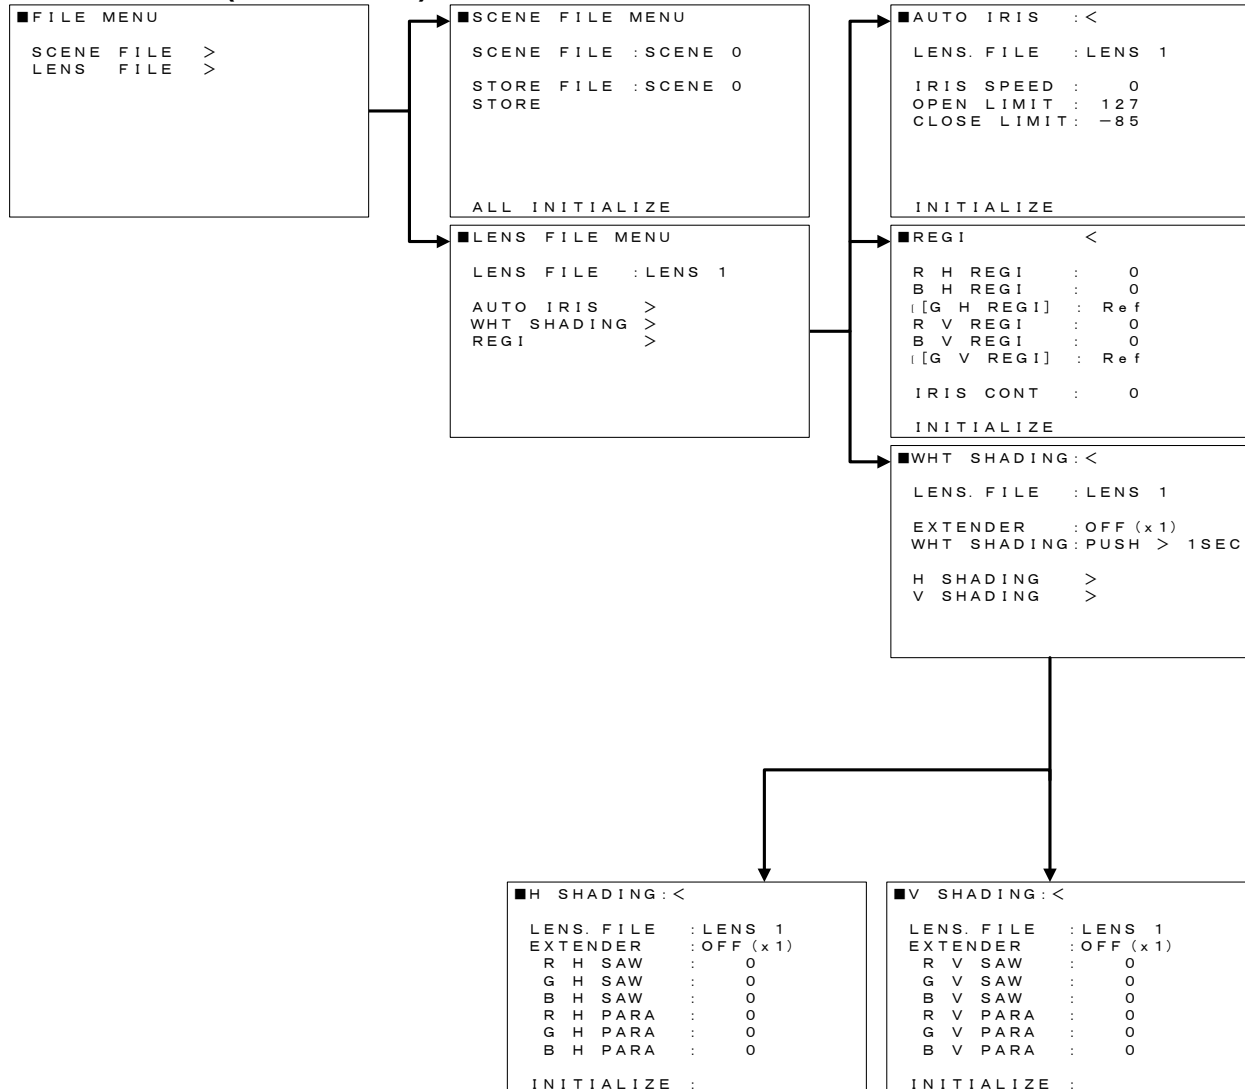 ■FILE MENU
SCENE FILE >
LENS FILE >
■SCENE FILE MENU
SCENE FILE :SCENE 0
STORE FILE :SCENE 0
STORE
ALL INITIALIZE
■LENS FILE MENU
LENS FILE :LENS 1
AUTO IRIS >
WHT SHADING >
REGI >
■AUTO IRIS :<
LENS. FILE :LENS 1
IRIS SPEED : 0
OPEN LIMIT : 127
CLOSE LIMIT: -85
INITIALIZE
■REGI <
R H REGI : 0
B H REGI : 0
[G H REGI] : Ref
R V REGI : 0
B V REGI : 0
[G V REGI] : Ref
IRIS CONT : 0
INITIALIZE
■WHT SHADING:<
LENS. FILE :LENS 1
EXTENDER :OFF(x1)
WHT SHADING:PUSH > 1SEC
H SHADING >
V SHADING >
■H SHADING:<
LENS. FILE :LENS 1
EXTENDER :OFF(x1)
R H SAW : 0
G H SAW : 0
B H SAW : 0
R H PARA : 0
G H PARA : 0
B H PARA : 0
INITIALIZE :
■V SHADING:<
LENS. FILE :LENS 1
EXTENDER :OFF(x1)
R V SAW : 0
G V SAW : 0
B V SAW : 0
R V PARA : 0
G V PARA : 0
B V PARA : 0
INITIALIZE :